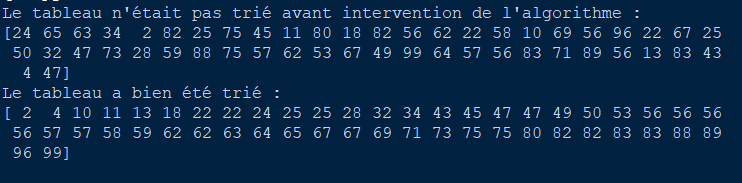 Le tableau n'était pas trié avant intervention de l'algorithme :
[24 65 63 34  2 82 25 75 45 11 80 18 82 56 62 22 58 10 69 56 96 22 67 25
 50 32 47 73 28 59 88 75 57 62 53 67 49 99 64 57 56 83 71 89 56 13 83 43
  4 47]
Le tableau a bien été trié :
[ 2  4 10 11 13 18 22 22 24 25 25 28 32 34 43 45 47 47 49 50 53 56 56 56
 56 57 57 58 59 62 62 63 64 65 67 67 69 71 73 75 75 80 82 82 83 83 88 89
 96 99]